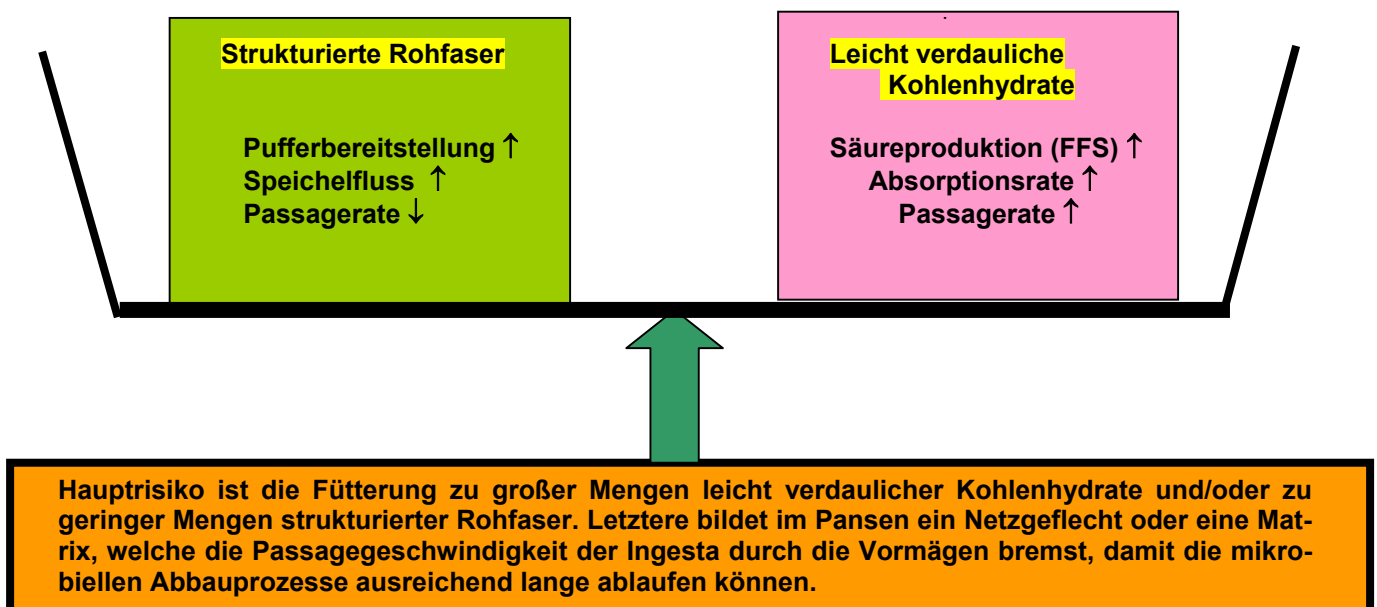 Strukturierte Rohfaser
Pufferbereitstellung ↑
Speichelfluss ↑
Passagerate ↓
Leicht verdauliche
Kohlenhydrate
Säureproduktion (FFS) ↑
Absorptionsrate ↑
Passagerate ↑
Hauptrisiko ist die Fütterung zu großer Mengen leicht verdaulicher Kohlenhydrate und/oder zu
geringer Mengen strukturierter Rohfaser. Letztere bildet im Pansen ein Netzgeflecht oder eine Mat-
rix, welche die Passagegeschwindigkeit der Ingesta durch die Vormägen bremst, damit die mikro-
biellen Abbauprozesse ausreichend lange ablaufen können.